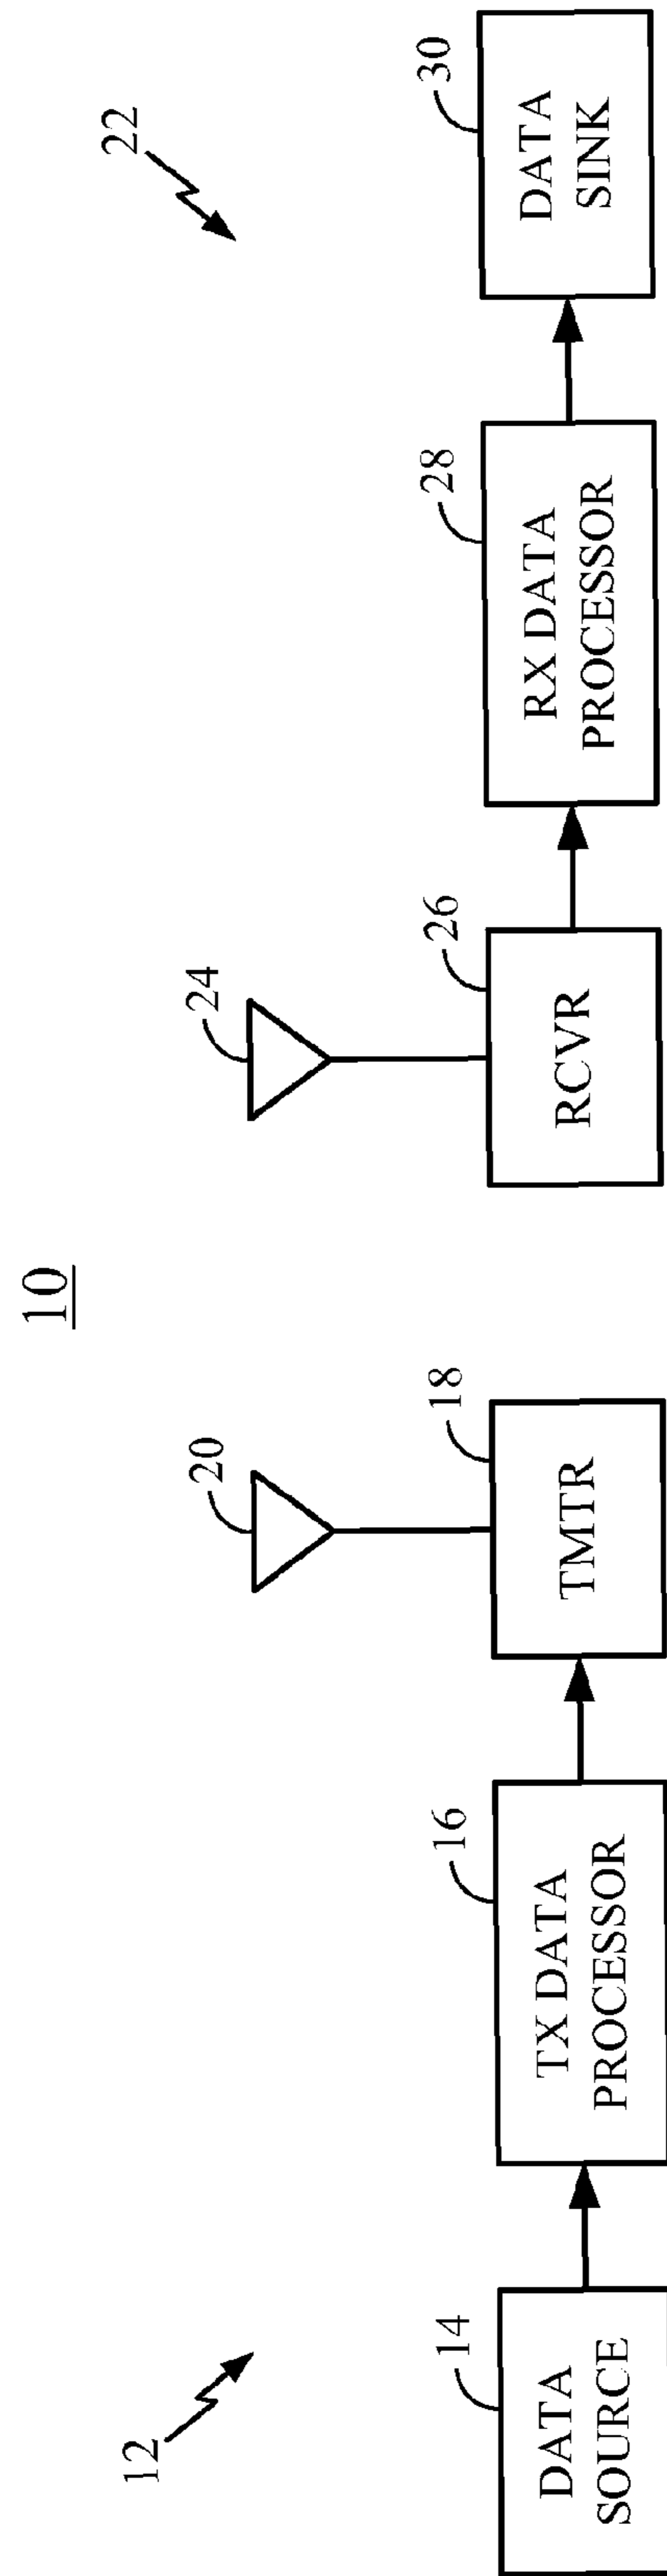 10
12
22
20
24
14
16
18
26
28
30
DATA
SOURCE
TX DATA
PROCESSOR
TMTR
RCVR
RX DATA
PROCESSOR
DATA
SINK